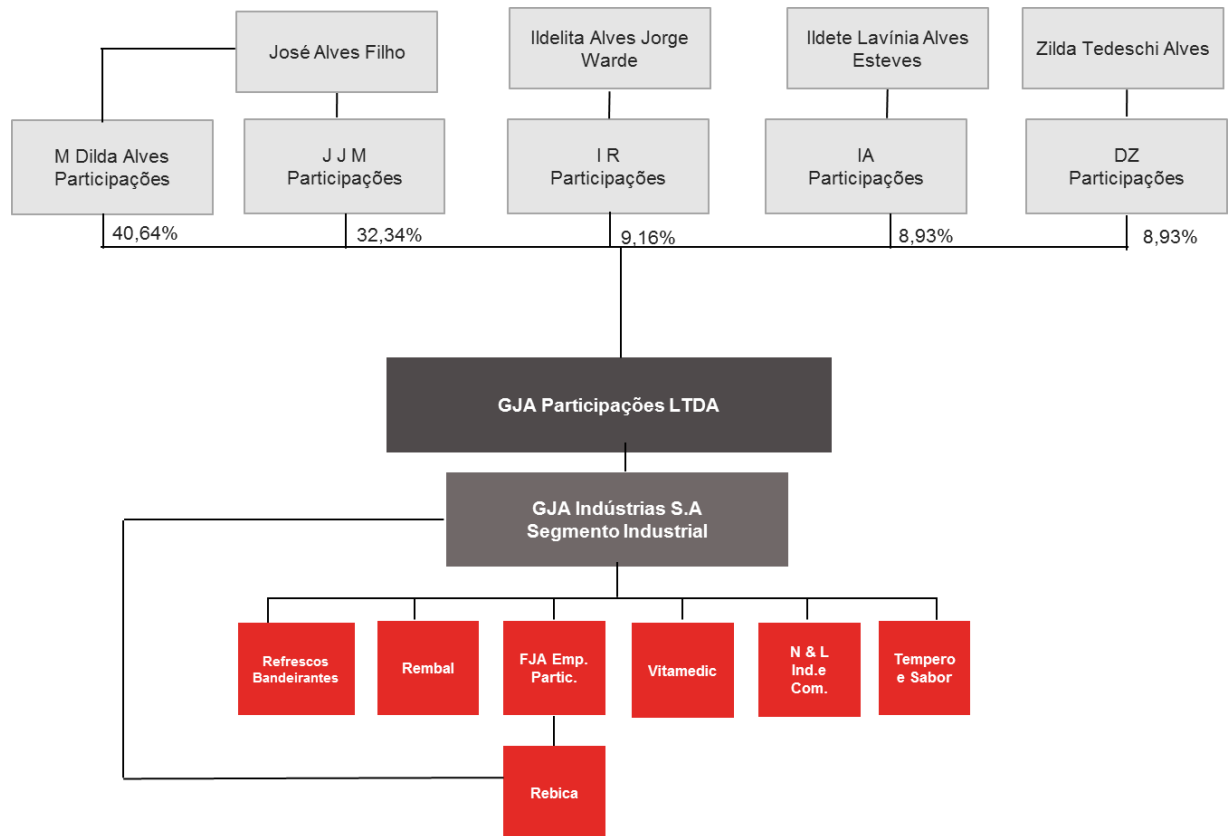 José Alves Filho
Ildelita Alves Jorge
Warde
Ildete Lavínia Alves
Esteves
Zilda Tedeschi Alves
M Dilda Alves
Participações
J J M
Participações
I R
Participações
IA
Participações
DZ
Participações
40,64%
32,34%
9,16%
8,93%
8,93%
GJA Participações LTDA
GJA Indústrias S.A
Segmento Industrial
Refrescos
Bandeirantes
Rembal
FJA Emp.
Partic.
Vitamedic
N & L
Ind.e
Com.
Tempero
e Sabor
Rebica